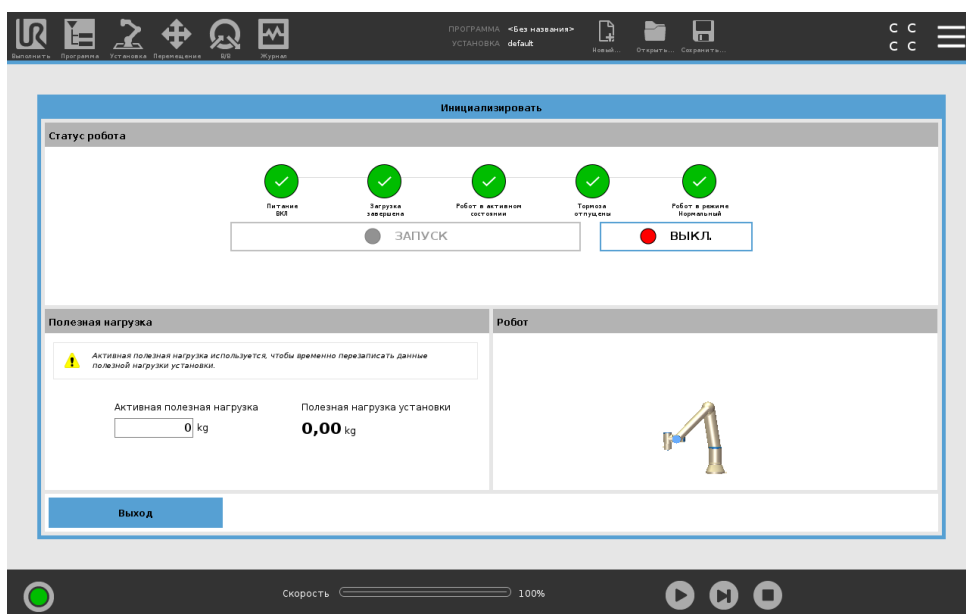 ПРОГРАММА <Без названия>
УСТАНОВКА default
Выполнить Программа Установка Перемещение В/В Журнал
Новый... Открыть... Сохранить...
C C
C C
Инициализировать
Статус робота
Питание ВКЛ
Загрузка завершена
Робот в активном состоянии
Тормоза отпущены
Робот в режиме Нормальный
ЗАПУСК
ВЫКЛ.
Полезная нагрузка
Активная полезная нагрузка используется, чтобы временно перезаписать данные
полезной нагрузки установки.
Активная полезная нагрузка
0 kg
Полезная нагрузка установки
0,00 kg
Робот
Выход
Скорость 100%